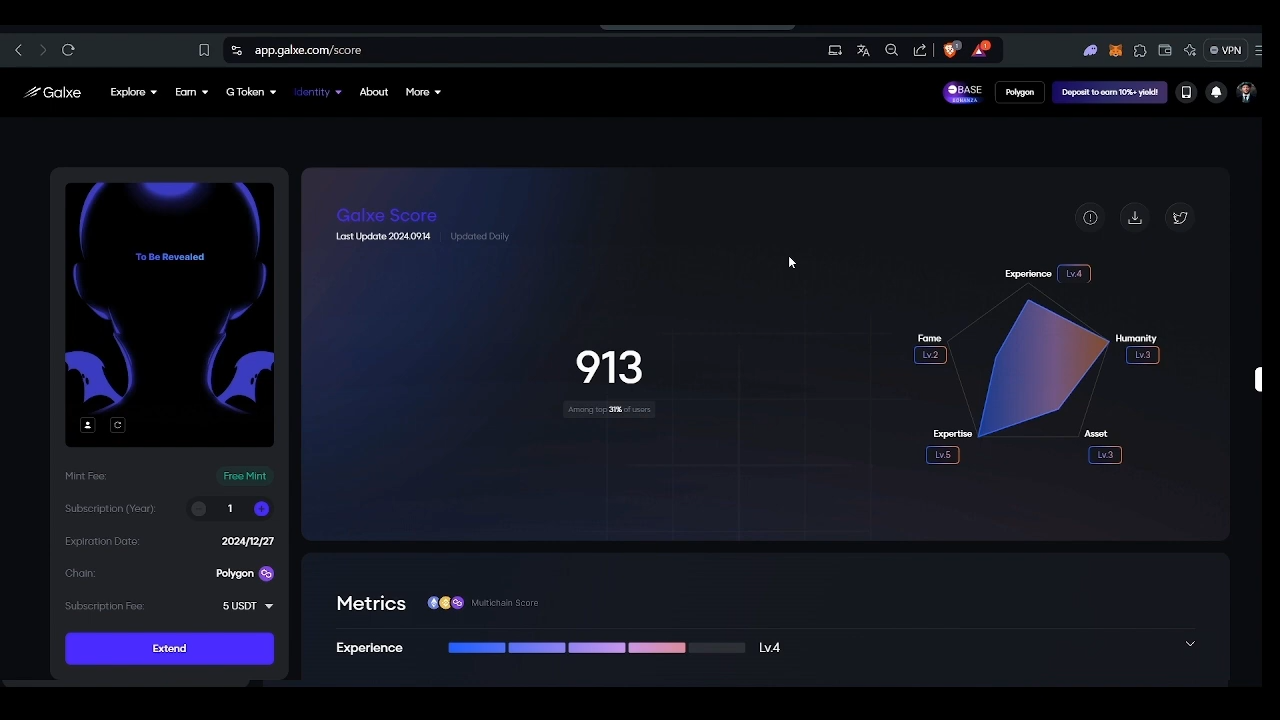 app.galxe.com/score
1
1
VPN
Galxe
Explore
Earn
G Token
Identity
About
More
BASE
BONANZA
Polygon
Deposit to earn 10%+ yield!
To Be Revealed
Mint Fee:
Free Mint
Subscription (Year):
1
Expiration Date:
2024/12/27
Chain:
Polygon
Subscription Fee:
5 USDT
Extend
Galxe Score
Last Update 2024.09.14
Updated Daily
913
Among top 31% of users
Experience
Lv.4
Fame
Lv.2
Humanity
Lv.3
Expertise
Lv.5
Asset
Lv.3
Metrics
Multichain Score
Experience
Lv.4